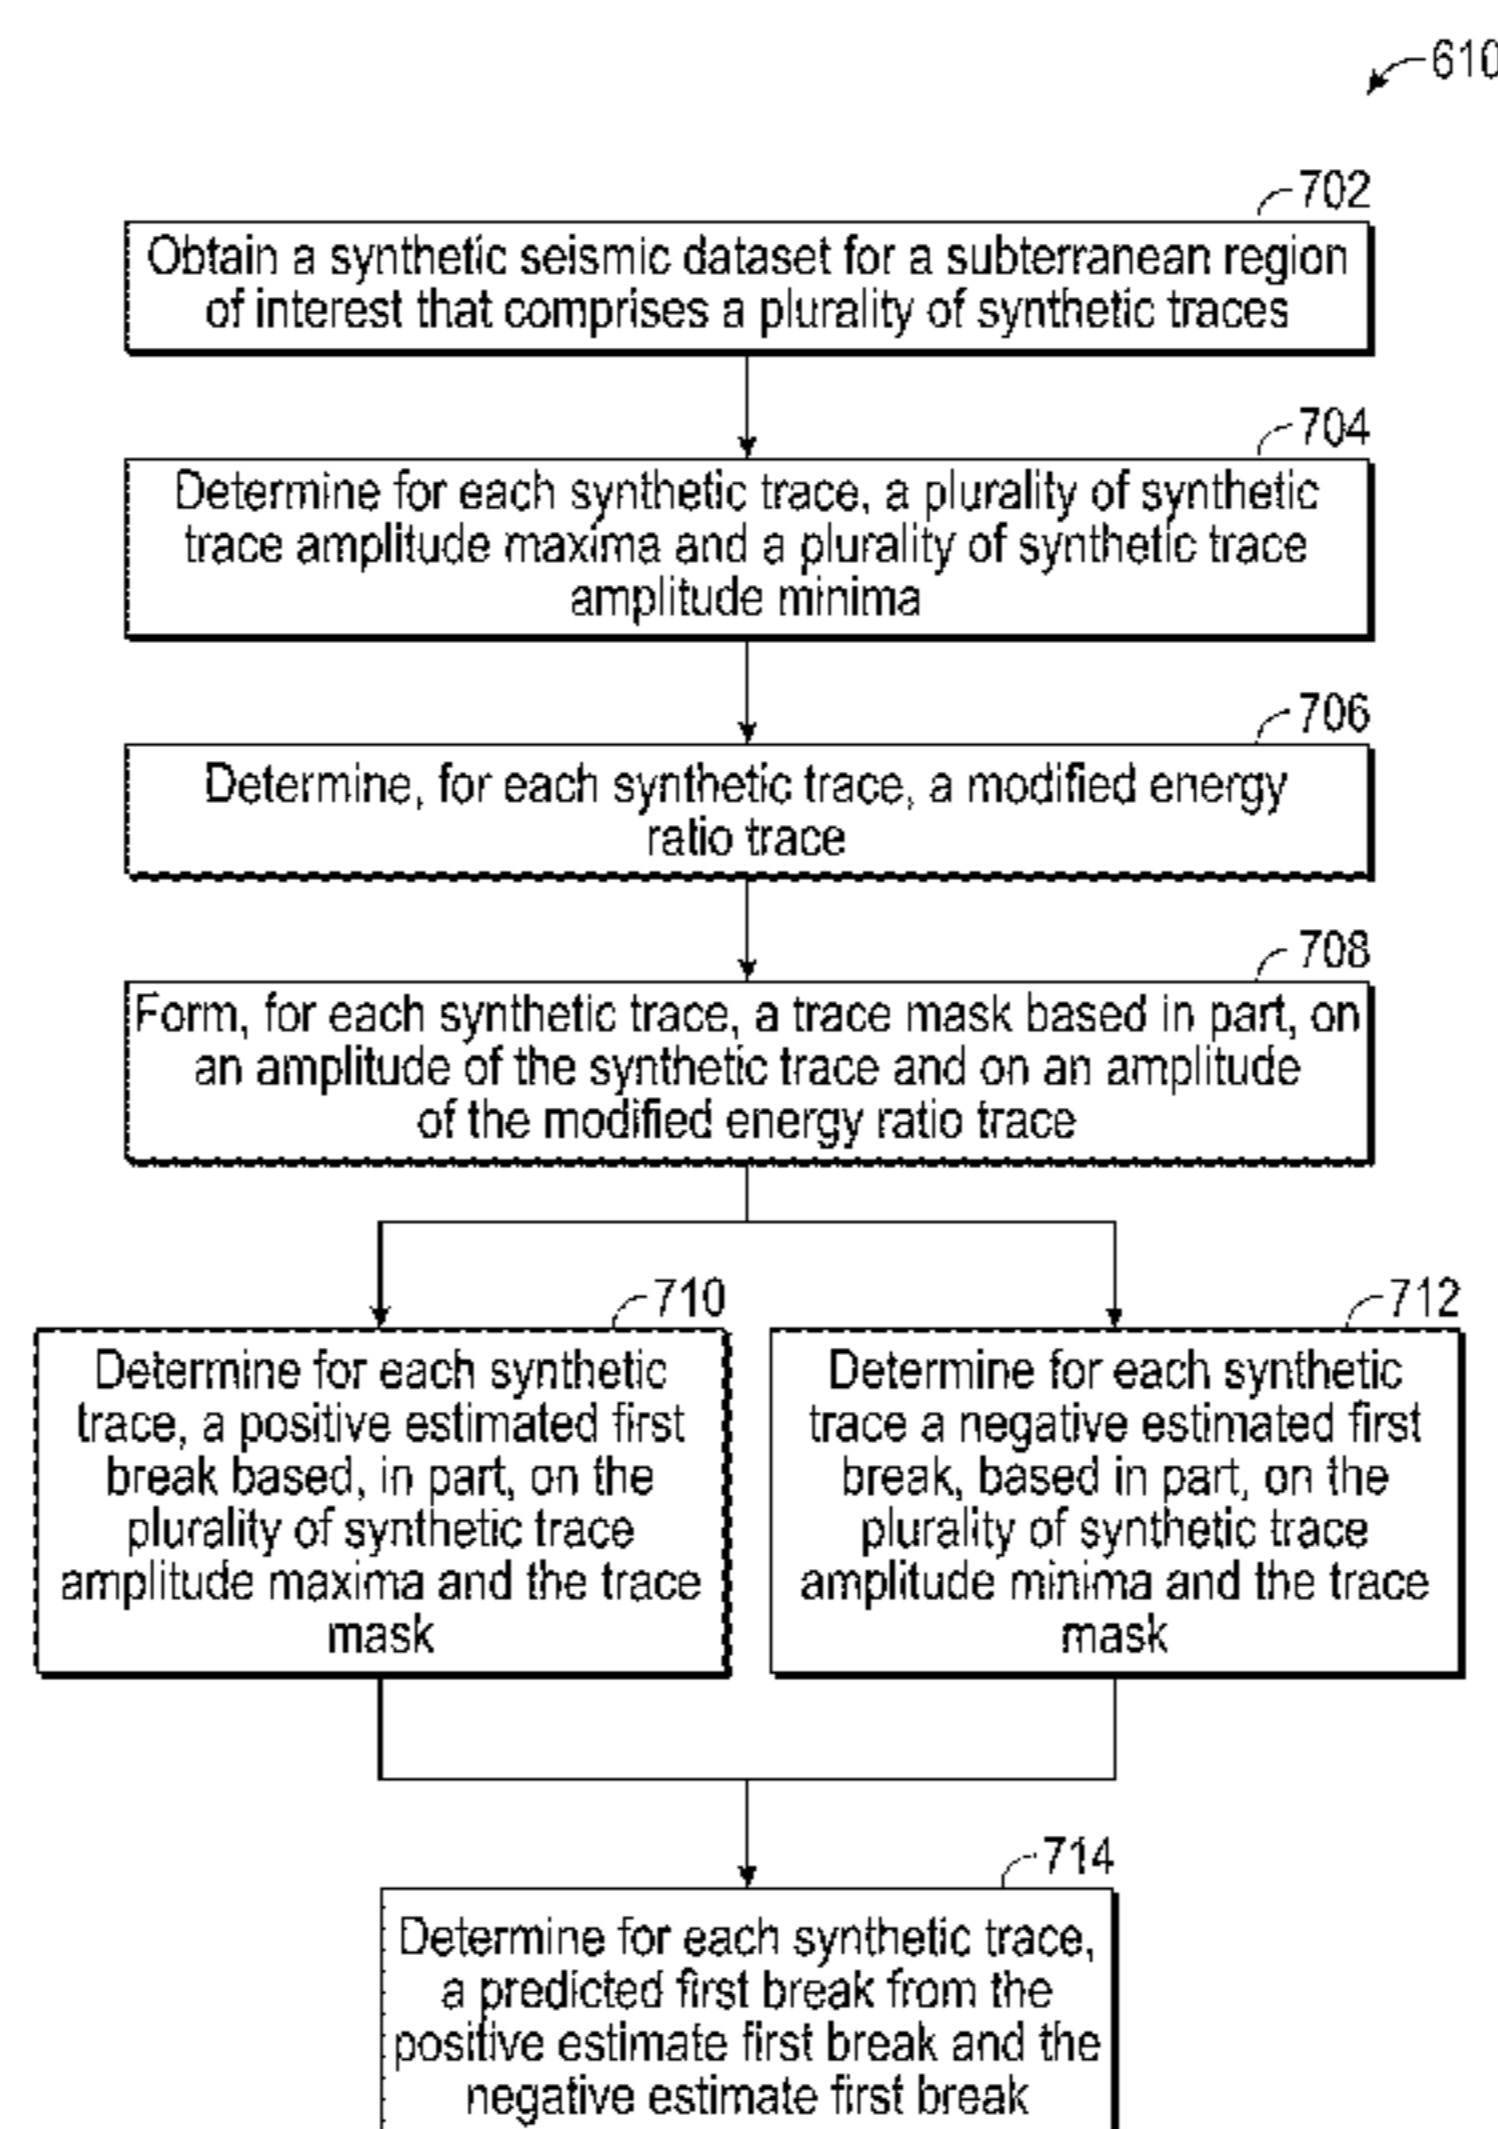 610
702
Obtain a synthetic seismic dataset for a subterranean region
of interest that comprises a plurality of synthetic traces
704
Determine for each synthetic trace, a plurality of synthetic
trace amplitude maxima and a plurality of synthetic trace
amplitude minima
706
Determine, for each synthetic trace, a modified energy
ratio trace
708
Form, for each synthetic trace, a trace mask based in part, on
an amplitude of the synthetic trace and on an amplitude
of the modified energy ratio trace
710
Determine for each synthetic
trace, a positive estimated first
break based, in part, on the
plurality of synthetic trace
amplitude maxima and the trace
mask
712
Determine for each synthetic
trace a negative estimated first
break, based in part, on the
plurality of synthetic trace
amplitude minima and the trace
mask
714
Determine for each synthetic trace,
a predicted first break from the
positive estimate first break and the
negative estimate first break